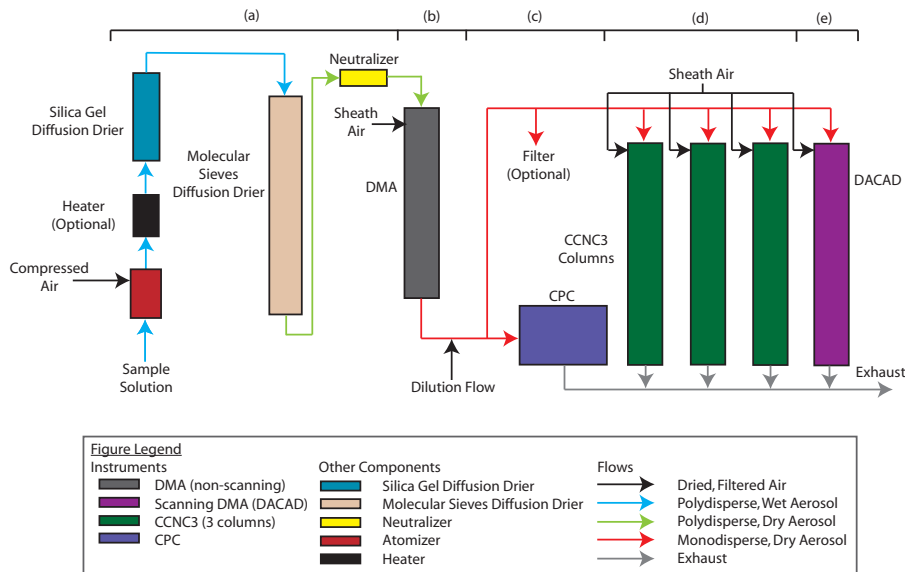 (a)
(b)
(c)
(d)
(e)
Neutralizer
Sheath Air
Silica Gel
Diffusion Drier
Sheath
Air
Molecular
Sieves
Diffusion Drier
Filter
(Optional)
DMA
DACAD
Heater
(Optional)
CCNC3
Columns
Compressed
Air
CPC
Sample
Solution
Dilution Flow
Exhaust
Figure Legend
Instruments
DMA (non-scanning)
Scanning DMA (DACAD)
CCNC3 (3 columns)
CPC
Other Components
Silica Gel Diffusion Drier
Molecular Sieves Diffusion Drier
Neutralizer
Atomizer
Heater
Flows
Dried, Filtered Air
Polydisperse, Wet Aerosol
Polydisperse, Dry Aerosol
Monodisperse, Dry Aerosol
Exhaust